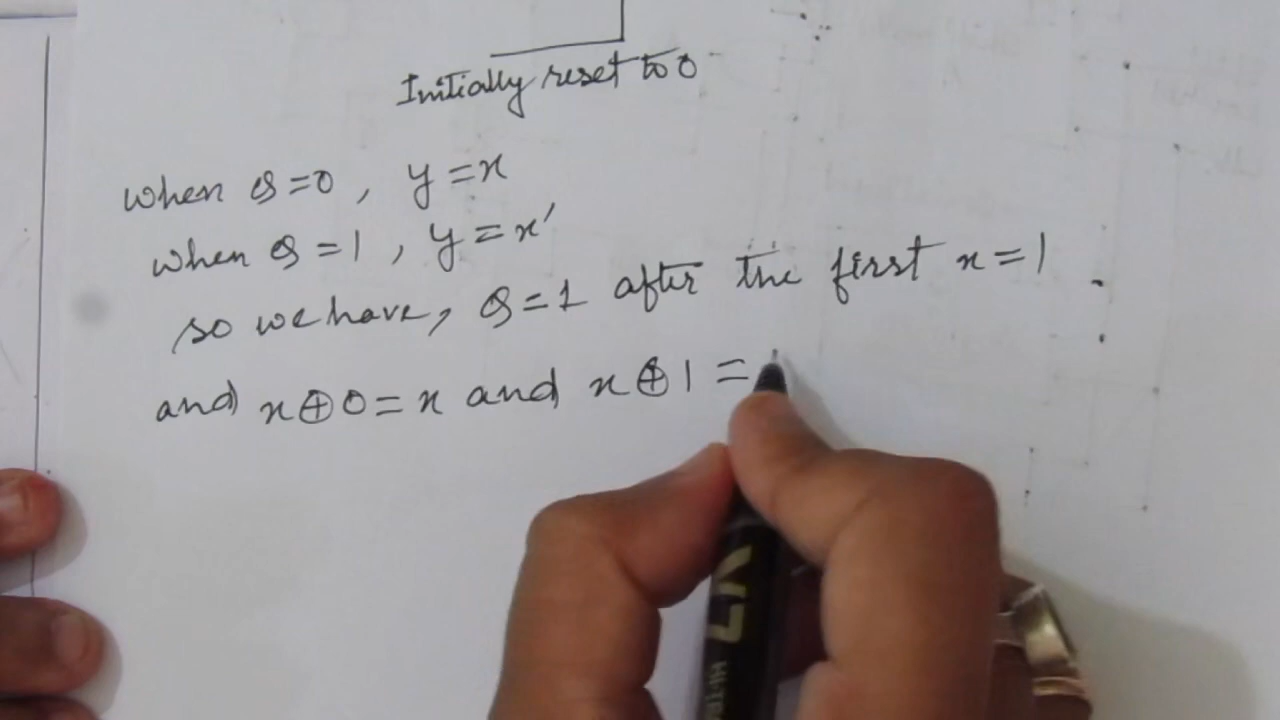 Initially reset to 0
when Q=0, y=x
when Q=1, y=x'
so we have, Q=1 after the first x=1
and x⊕0=x and x⊕1=